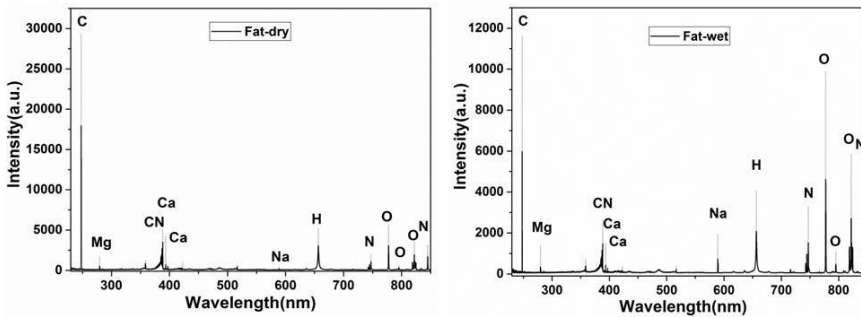 C
Fat-dry
30000
25000
20000
15000
10000
5000
0
Intensity(a.u.)
Mg
CN
Ca
Ca
Na
H
N
O
O
O
N
300 400 500 600 700 800
Wavelength(nm)
C
Fat-wet
12000
10000
8000
6000
4000
2000
0
Intensity(a.u.)
Mg
CN
Ca
Ca
Na
H
N
O
O
O
N
300 400 500 600 700 800
Wavelength(nm)